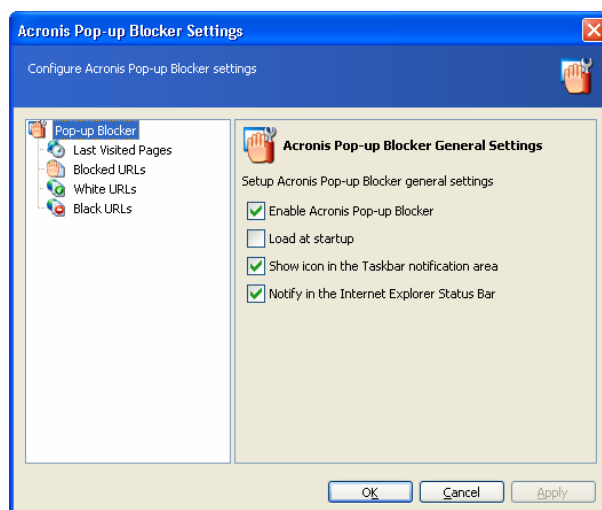 Acronis Pop-up Blocker Settings
Configure Acronis Pop-up Blocker settings
Pop-up Blocker
Last Visited Pages
Blocked URLs
White URLs
Black URLs
Acronis Pop-up Blocker General Settings
Setup Acronis Pop-up Blocker general settings
Enable Acronis Pop-up Blocker
Load at startup
Show icon in the Taskbar notification area
Notify in the Internet Explorer Status Bar
OK
Cancel
Apply